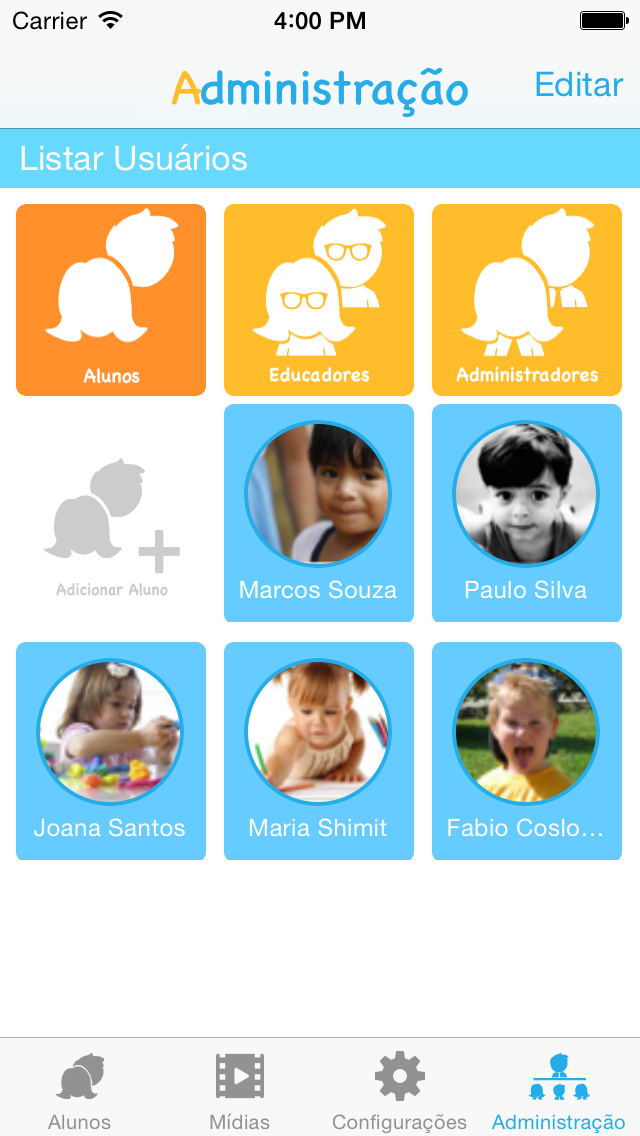 Carrier 4:00 PM
Administração Editar
Listar Usuários
Alunos Educadores Administradores
Adicionar Aluno Marcos Souza Paulo Silva
Joana Santos Maria Shimit Fabio Coslo...
Alunos Mídias Configurações Administração